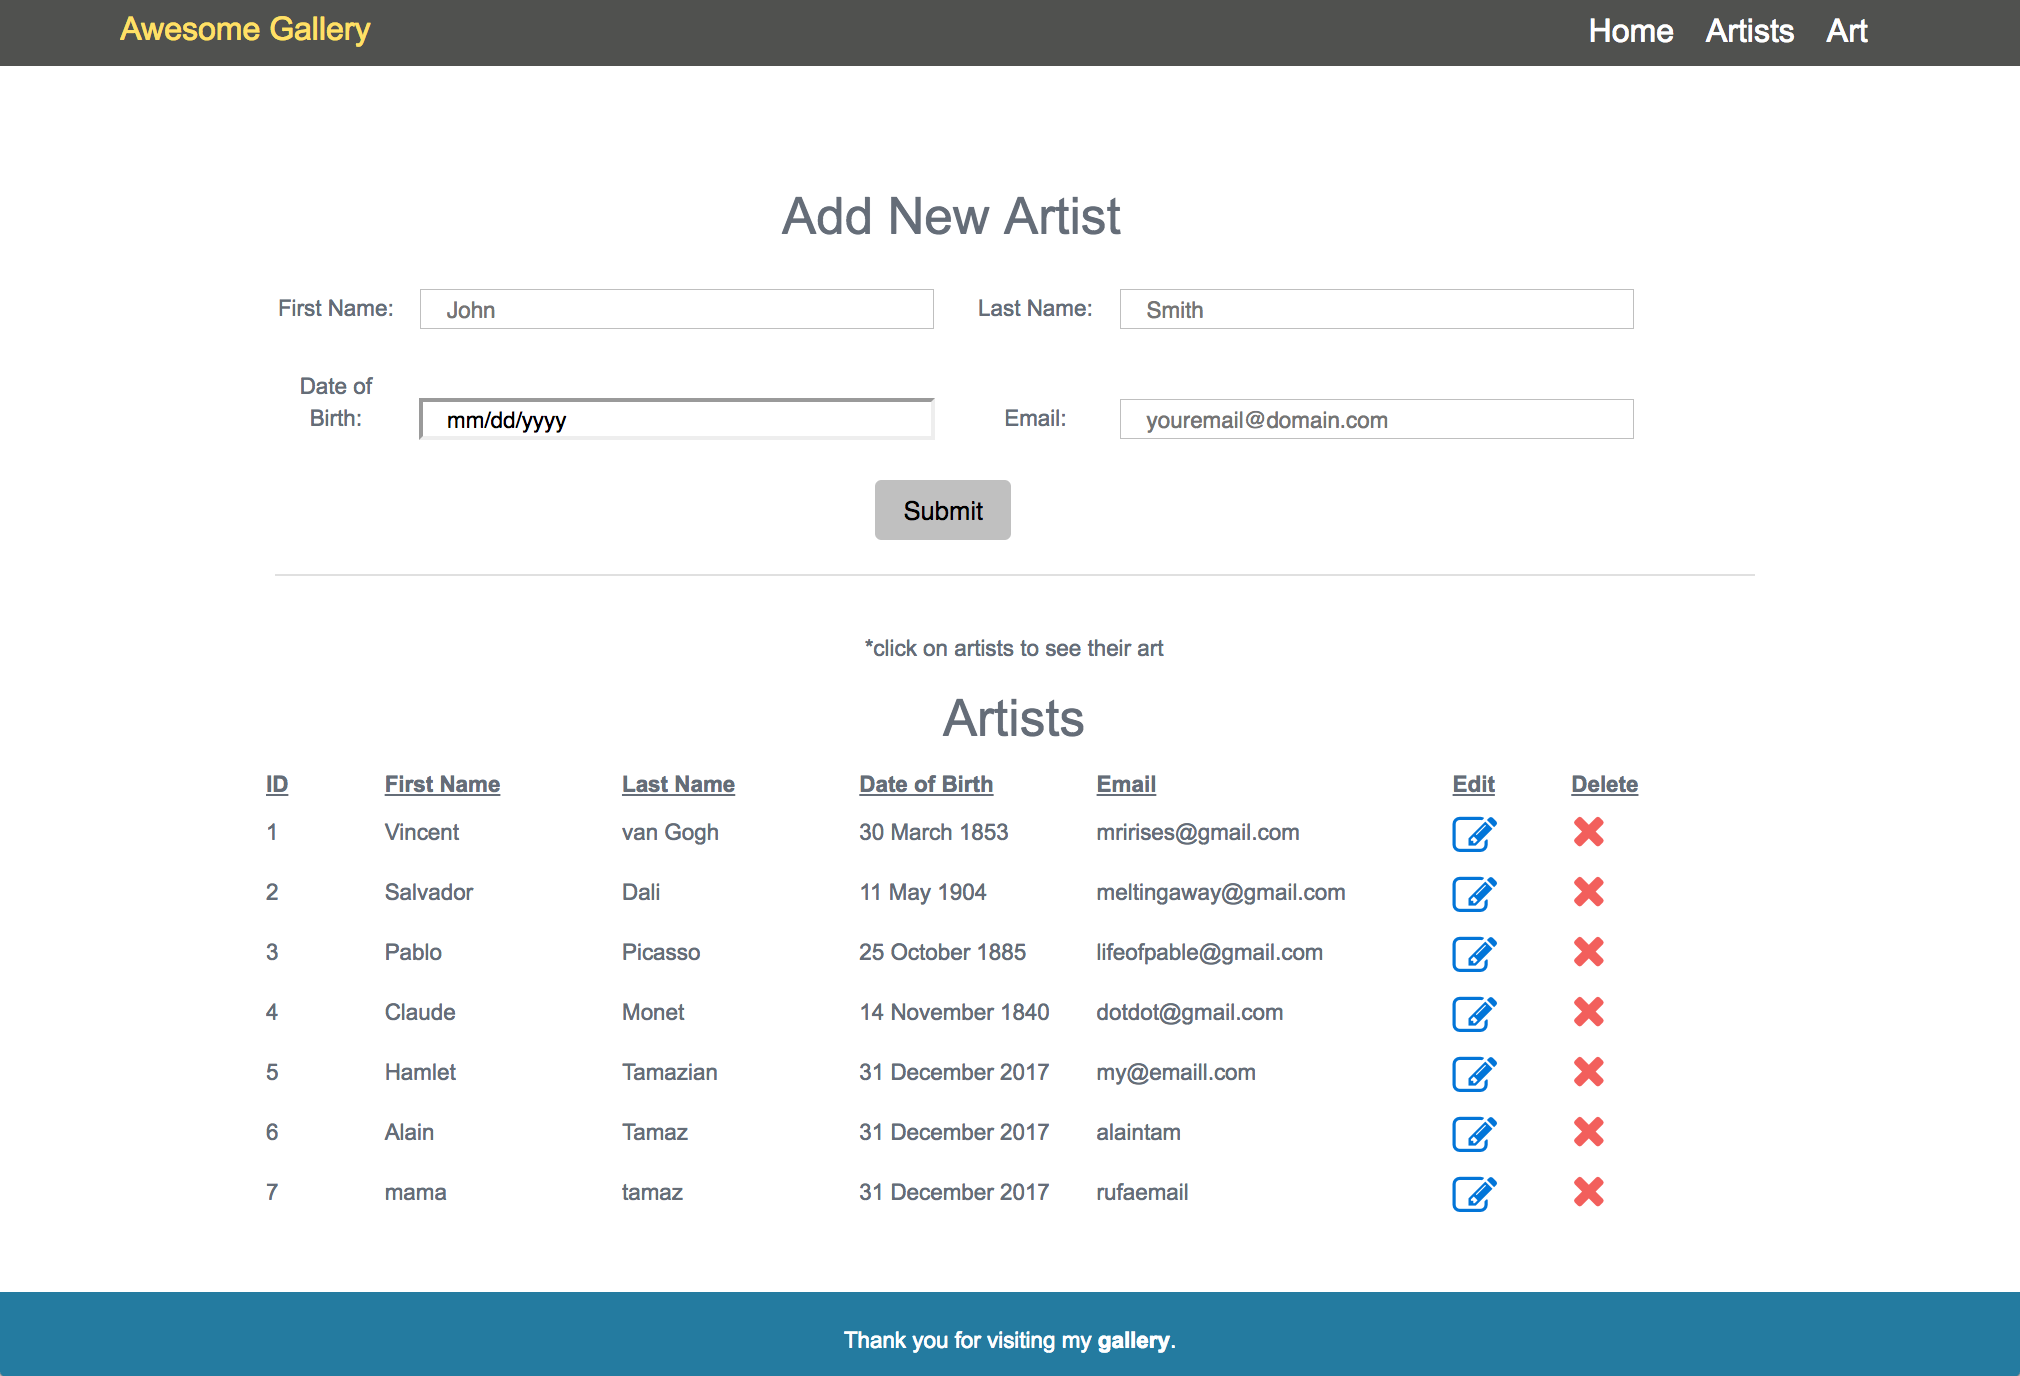 Awesome Gallery Home Artists Art
Add New Artist
First Name: John Last Name: Smith
Date of
Birth: mm/dd/yyyy Email: youremail@domain.com
Submit
*click on artists to see their art
Artists
ID First Name Last Name Date of Birth Email Edit Delete
1 Vincent van Gogh 30 March 1853 mririses@gmail.com
2 Salvador Dali 11 May 1904 meltingaway@gmail.com
3 Pablo Picasso 25 October 1885 lifeofpable@gmail.com
4 Claude Monet 14 November 1840 dotdot@gmail.com
5 Hamlet Tamazian 31 December 2017 my@emaill.com
6 Alain Tamaz 31 December 2017 alaintam
7 mama tamaz 31 December 2017 rufaemail
Thank you for visiting my gallery.